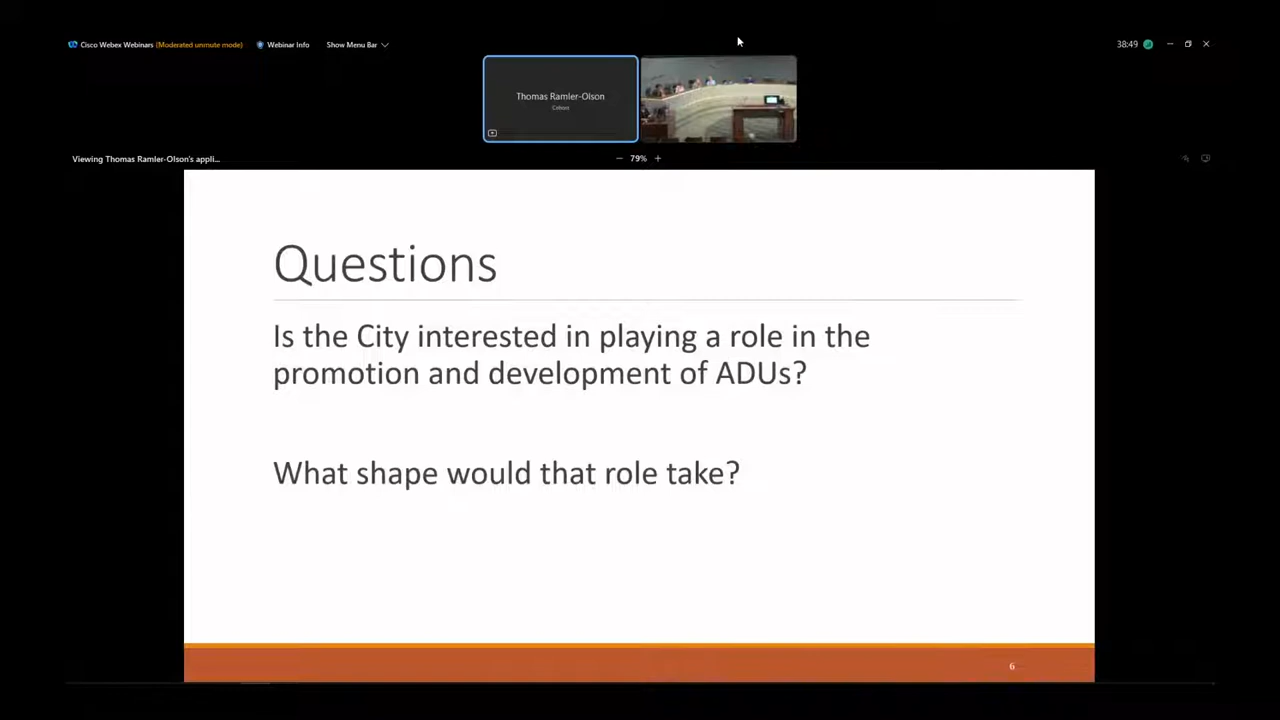 Cisco Webex Webinars (Moderated unmute mode) Webinar Info Show Menu Bar 38:49
Thomas Ramler-Olson
Cohost
Viewing Thomas Ramler-Olson's appli... 79%
Questions
Is the City interested in playing a role in the
promotion and development of ADUs?
What shape would that role take?
6